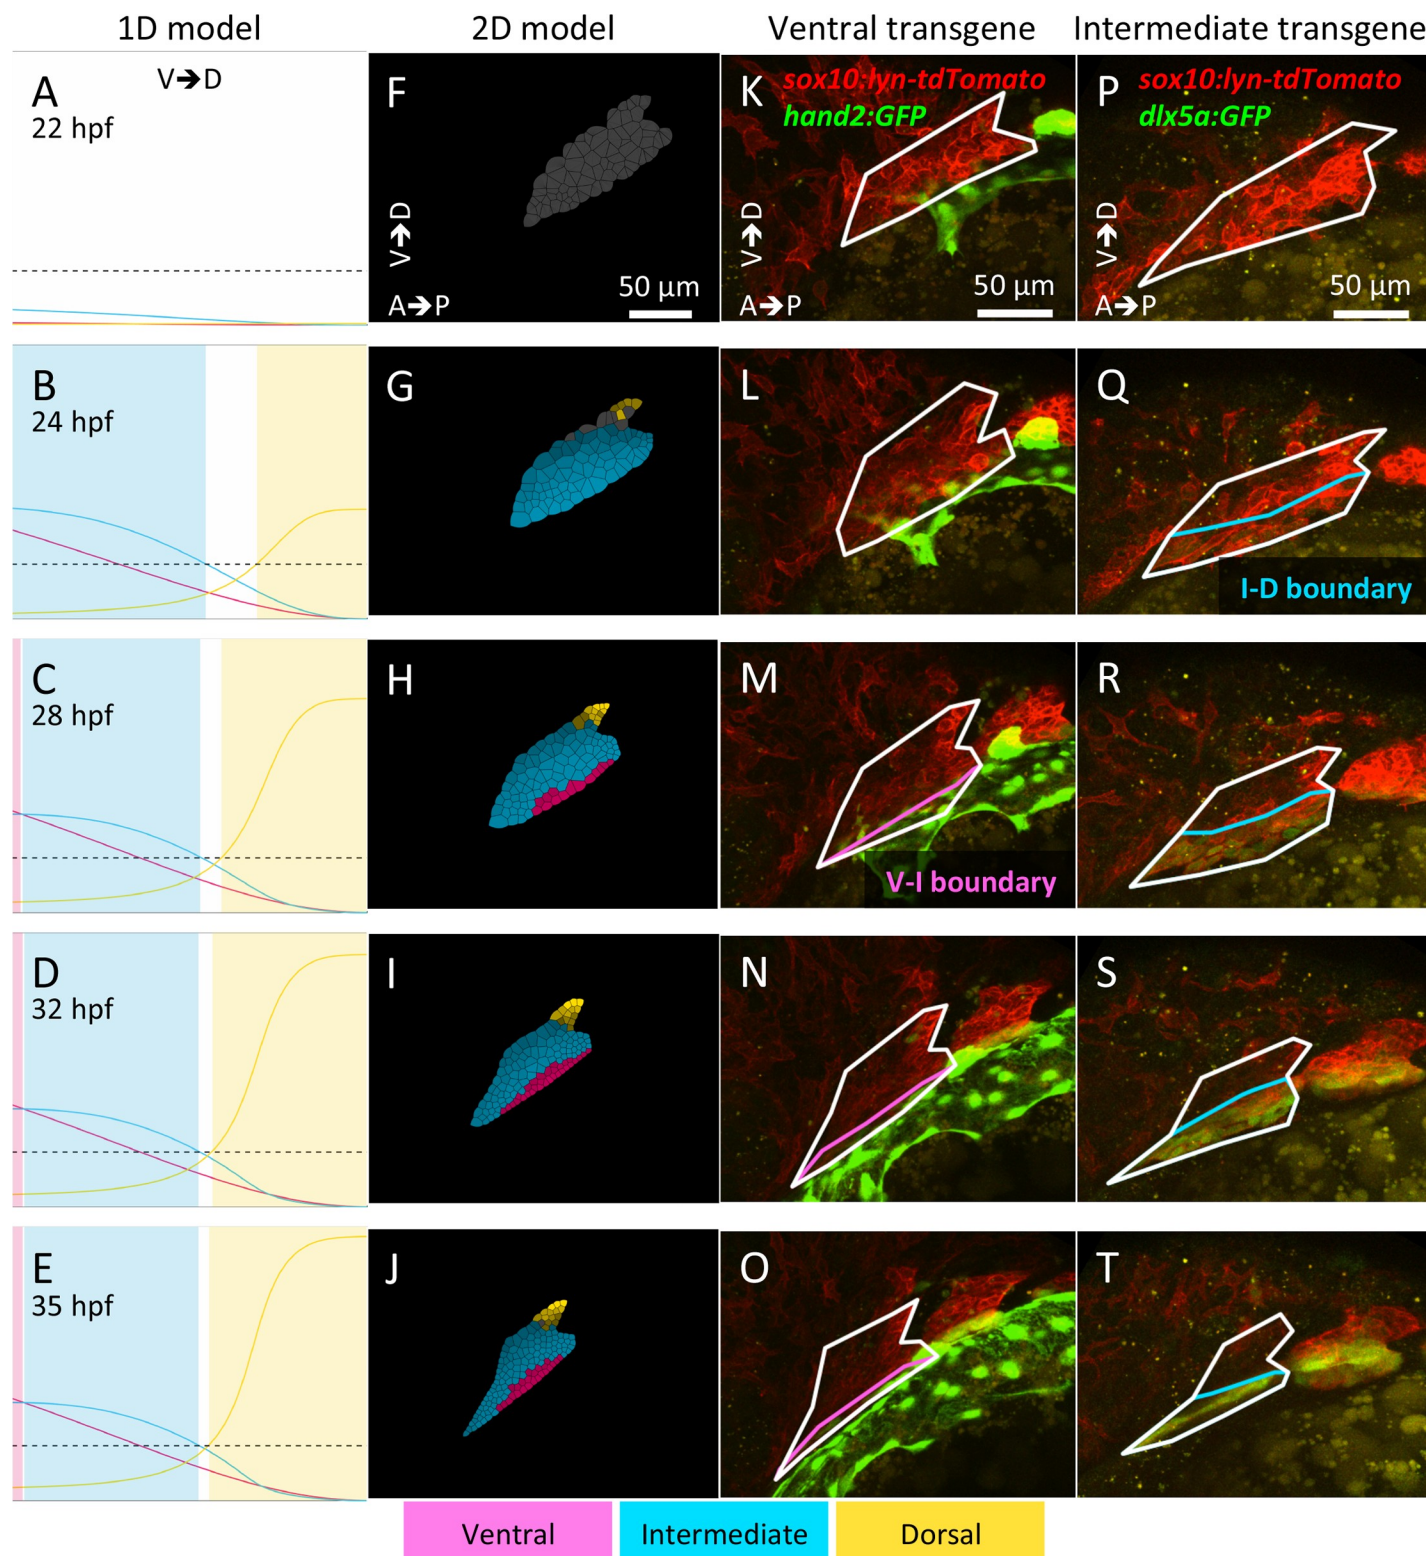 1D model
2D model
Ventral transgene
Intermediate transgene
A
V➔D
22 hpf
F
V➔D
A➔P
50 µm
K
sox10:lyn-tdTomato
hand2:GFP
V➔D
A➔P
50 µm
P
sox10:lyn-tdTomato
dlx5a:GFP
V➔D
A➔P
50 µm
B
24 hpf
G
L
Q
I-D boundary
C
28 hpf
H
M
V-I boundary
R
D
32 hpf
I
N
S
E
35 hpf
J
O
T
Ventral
Intermediate
Dorsal